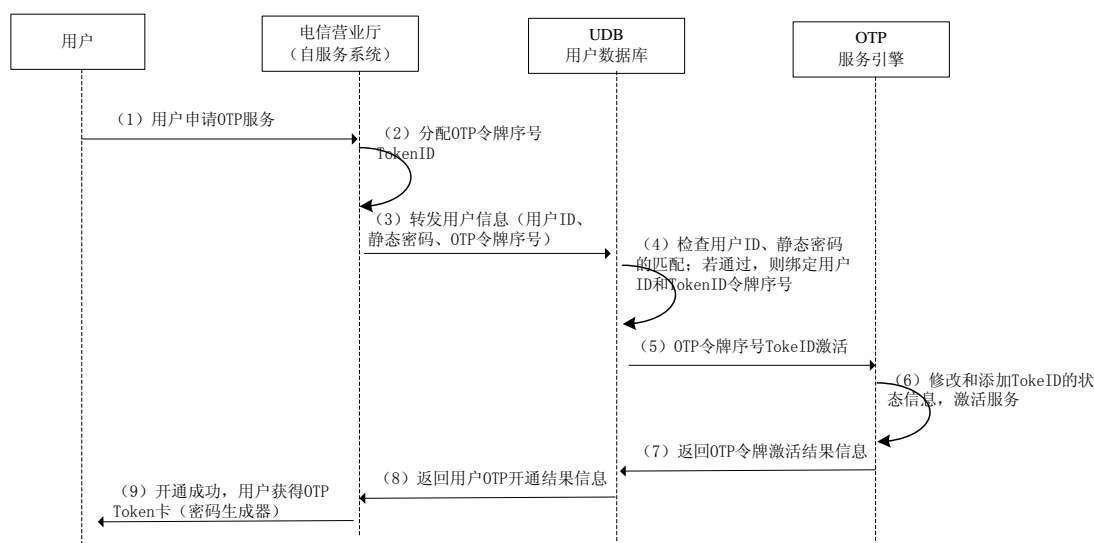 用户
电信营业厅
（自服务系统）
UDB
用户数据库
OTP
服务引擎
（1）用户申请OTP服务
（2）分配OTP令牌序号
TokenID
（3）转发用户信息（用户ID、
静态密码、OTP令牌序号）
（4）检查用户ID、静态密码
的匹配；若通过，则绑定用户
ID和TokenID令牌序号
（5）OTP令牌序号TokeID激活
（6）修改和添加TokeID的状
态信息，激活服务
（7）返回OTP令牌激活结果信息
（8）返回用户OTP开通结果信息
（9）开通成功，用户获得OTP
Token卡（密码生成器）